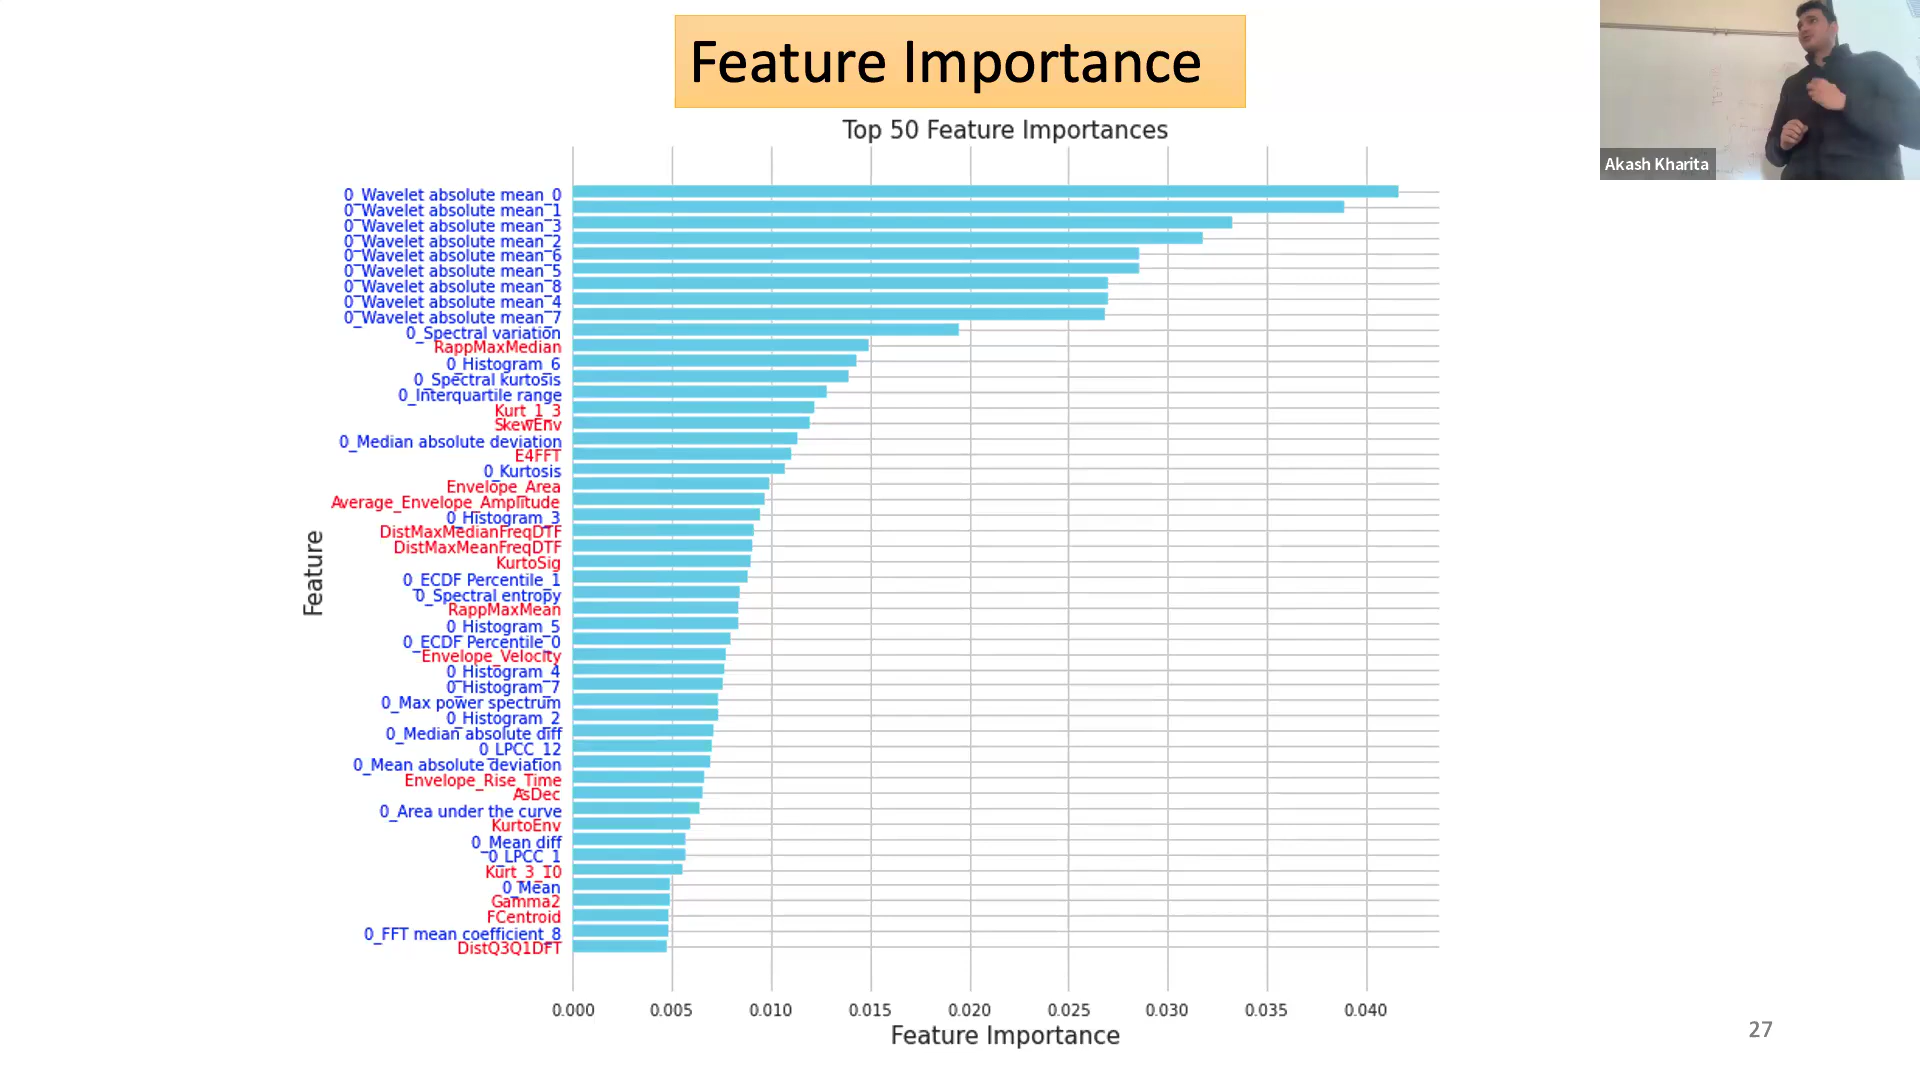 Feature Importance
Akash Kharita
Top 50 Feature Importances
0_Wavelet absolute mean_0
0_Wavelet absolute mean_1
0_Wavelet absolute mean_3
0_Wavelet absolute mean_2
0_Wavelet absolute mean_6
0_Wavelet absolute mean_5
0_Wavelet absolute mean_8
0_Wavelet absolute mean_4
0_Wavelet absolute mean_7
0_Spectral variation
RappMaxMedian
0_Histogram_6
0_Spectral kurtosis
0_Interquartile range
Kurt_1_3
SkewEnv
0_Median absolute deviation
E4FFT
0_Kurtosis
Envelope_Area
Average_Envelope_Amplitude
0_Histogram_3
DistMaxMedianFreqDTF
DistMaxMeanFreqDTF
KurtoSig
0_ECDF Percentile_1
0_Spectral entropy
RappMaxMean
0_Histogram_5
0_ECDF Percentile_0
Envelope_Velocity
0_Histogram_4
0_Histogram_7
0_Max power spectrum
0_Histogram_2
0_Median absolute diff
0_LPCC_12
0_Mean absolute deviation
Envelope_Rise_Time
AsDec
0_Area under the curve
KurtoEnv
0_Mean diff
0_LPCC_1
Kurt_3_10
0_Mean
Gamma2
FCentroid
0_FFT mean coefficient_8
DistQ3Q1DFT
Feature
0.000 0.005 0.010 0.015 0.020 0.025 0.030 0.035 0.040
Feature Importance
27